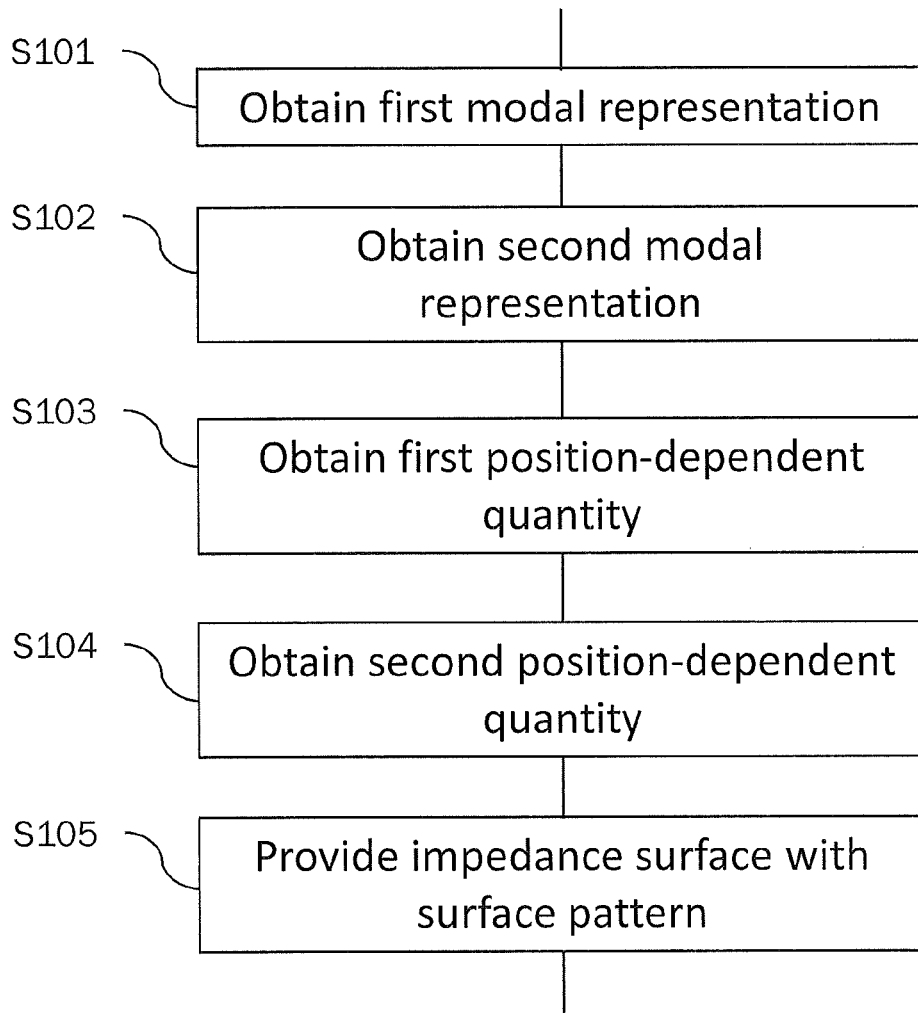 S101
Obtain first modal representation
S102
Obtain second modal
representation
S103
Obtain first position-dependent
quantity
S104
Obtain second position-dependent
quantity
S105
Provide impedance surface with
surface pattern